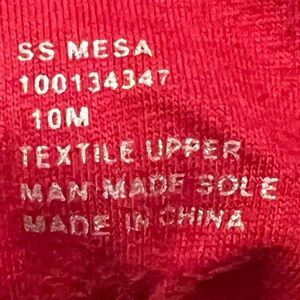 SS MESA
100134347
10M
TEXTILE UPPER
MAN MADE SOLE
MADE IN CHINA